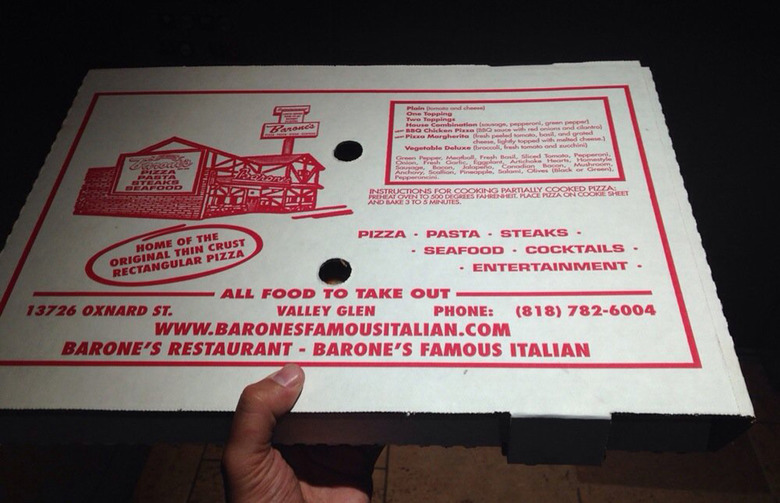 Barone's
Barone's
PIZZA
PASTA
STEAKS
SEAFOOD
Barone's
HOME OF THE
ORIGINAL THIN CRUST
RECTANGULAR PIZZA
Plain (tomato and cheese)
One Topping
Two Toppings
House Combination (sausage, pepperoni, green pepper)
BBQ Chicken Pizza (BBQ sauce with red onions and cilantro)
Pizza Margherita (fresh peeled tomato, basil, and grated
cheese, lightly topped with melted cheese.)
Vegetable Deluxe (broccoli, fresh tomato and zucchini)
Green Pepper, Meatball, Fresh Basil, Sliced Tomato, Pepperoni,
Onion, Fresh Garlic, Eggplant, Artichoke Hearts, Homestyle
Sausage, Bacon, Jalapeño, Canadian Bacon, Mushroom,
Anchovy, Scallion, Pineapple, Salami, Olives (Black or Green),
Pepperoncini.
INSTRUCTIONS FOR COOKING PARTIALLY COOKED PIZZA:
PREHEAT OVEN TO 500 DEGREES FAHRENHEIT. PLACE PIZZA ON COOKIE SHEET
AND BAKE 3 TO 5 MINUTES.
PIZZA · PASTA · STEAKS ·
· SEAFOOD · COCKTAILS ·
· ENTERTAINMENT ·
ALL FOOD TO TAKE OUT
13726 OXNARD ST. VALLEY GLEN PHONE: (818) 782-6004
WWW.BARONESFAMOUSITALIAN.COM
BARONE'S RESTAURANT - BARONE'S FAMOUS ITALIAN